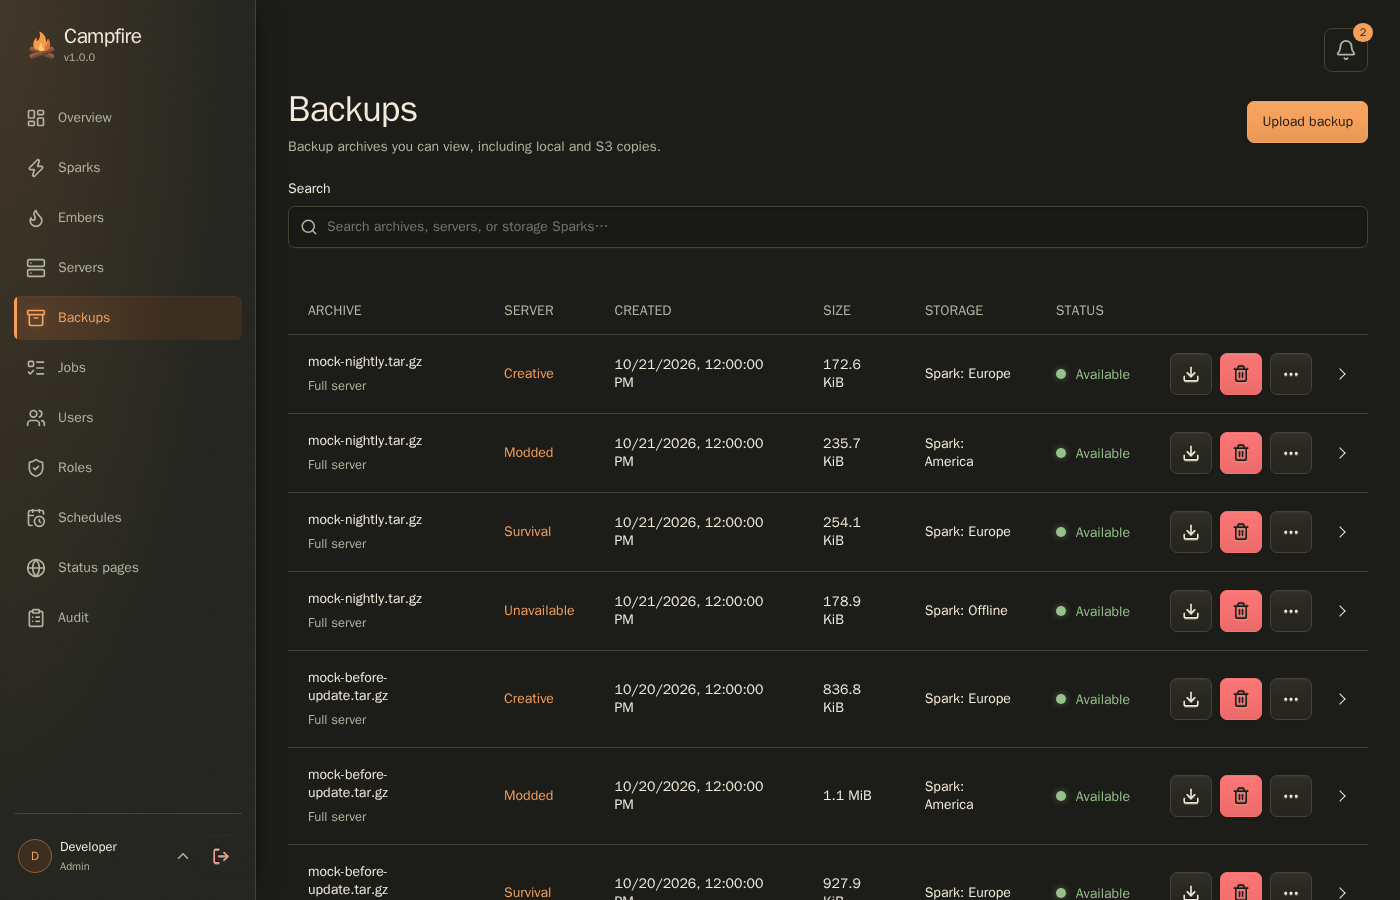 Campfire
v1.0.0
2
Overview
Sparks
Embers
Servers
Backups
Jobs
Users
Roles
Schedules
Status pages
Audit
D
Developer
Admin
Backups
Backup archives you can view, including local and S3 copies.
Upload backup
Search
Search archives, servers, or storage Sparks…
ARCHIVE SERVER CREATED SIZE STORAGE STATUS
mock-nightly.tar.gz
Full server
Creative
10/21/2026, 12:00:00
PM
172.6
KiB
Spark: Europe
Available
mock-nightly.tar.gz
Full server
Modded
10/21/2026, 12:00:00
PM
235.7
KiB
Spark:
America
Available
mock-nightly.tar.gz
Full server
Survival
10/21/2026, 12:00:00
PM
254.1
KiB
Spark: Europe
Available
mock-nightly.tar.gz
Full server
Unavailable
10/21/2026, 12:00:00
PM
178.9
KiB
Spark: Offline
Available
mock-before-
update.tar.gz
Full server
Creative
10/20/2026, 12:00:00
PM
836.8
KiB
Spark: Europe
Available
mock-before-
update.tar.gz
Full server
Modded
10/20/2026, 12:00:00
PM
1.1 MiB
Spark:
America
Available
mock-before-
update.tar.gz
Survival
10/20/2026, 12:00:00
PM
927.9
KiB
Spark: Europe
Available